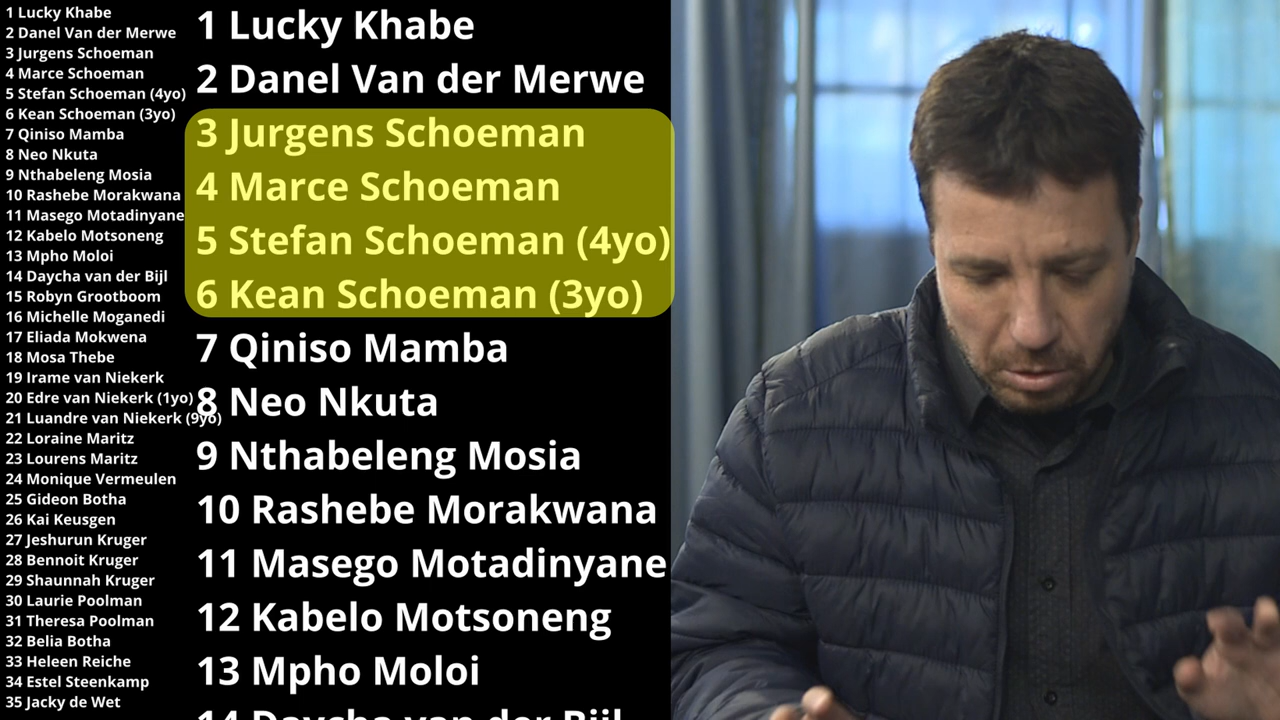 1 Lucky Khabe
2 Danel Van der Merwe
3 Jurgens Schoeman
4 Marce Schoeman
5 Stefan Schoeman (4yo)
6 Kean Schoeman (3yo)
7 Qiniso Mamba
8 Neo Nkuta
9 Nthabeleng Mosia
10 Rashebe Morakwana
11 Masego Motadinyane
12 Kabelo Motsoneng
13 Mpho Moloi
14 Daycha van der Bijl
15 Robyn Grootboom
16 Michelle Moganedi
17 Eliada Mokwena
18 Mosa Thebe
19 Irame van Niekerk
20 Edre van Niekerk (1yo)
21 Luandre van Niekerk (9yo)
22 Loraine Maritz
23 Lourens Maritz
24 Monique Vermeulen
25 Gideon Botha
26 Kai Keusgen
27 Jeshurun Kruger
28 Bennoit Kruger
29 Shaunnah Kruger
30 Laurie Poolman
31 Theresa Poolman
32 Belia Botha
33 Heleen Reiche
34 Estel Steenkamp
35 Jacky de Wet
1 Lucky Khabe
2 Danel Van der Merwe
3 Jurgens Schoeman
4 Marce Schoeman
5 Stefan Schoeman (4yo)
6 Kean Schoeman (3yo)
7 Qiniso Mamba
8 Neo Nkuta
9 Nthabeleng Mosia
10 Rashebe Morakwana
11 Masego Motadinyane
12 Kabelo Motsoneng
13 Mpho Moloi
14 Daycha van der Bijl